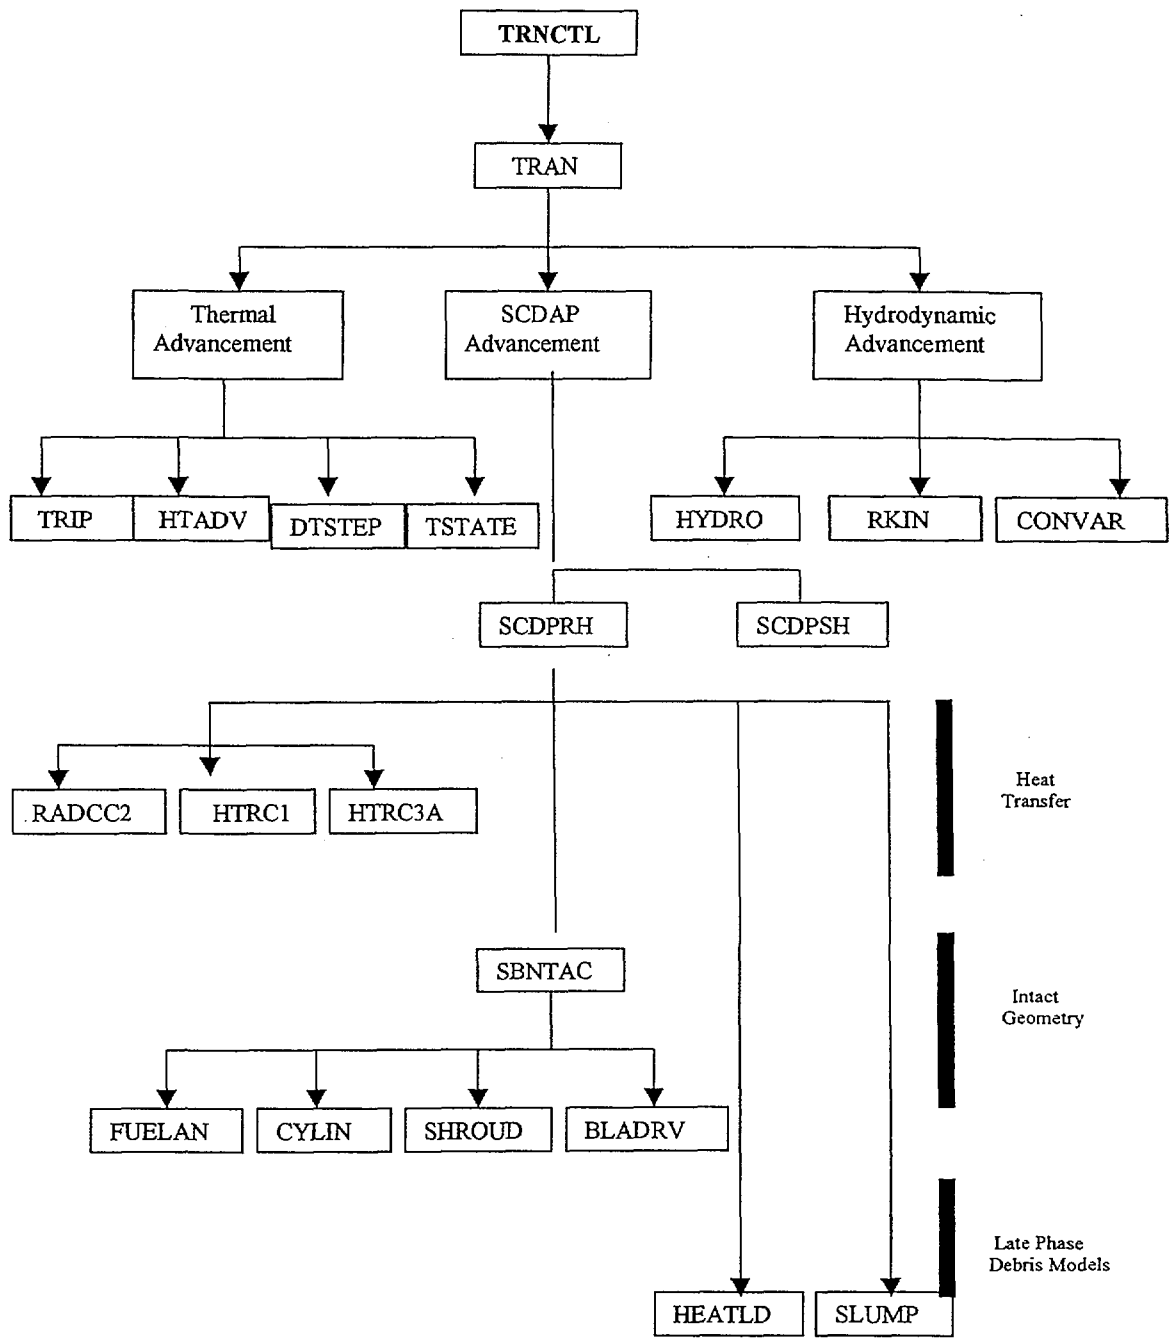 TRNCTL
TRAN
Thermal
Advancement
SCDAP
Advancement
Hydrodynamic
Advancement
TRIP
HTADV
DTSTEP
TSTATE
HYDRO
RKIN
CONVAR
SCDPRH
SCDPSH
RADCC2
HTRC1
HTRC3A
Heat
Transfer
SBNTAC
Intact
Geometry
FUELAN
CYLIN
SHROUD
BLADRV
Late Phase
Debris Models
HEATLD
SLUMP